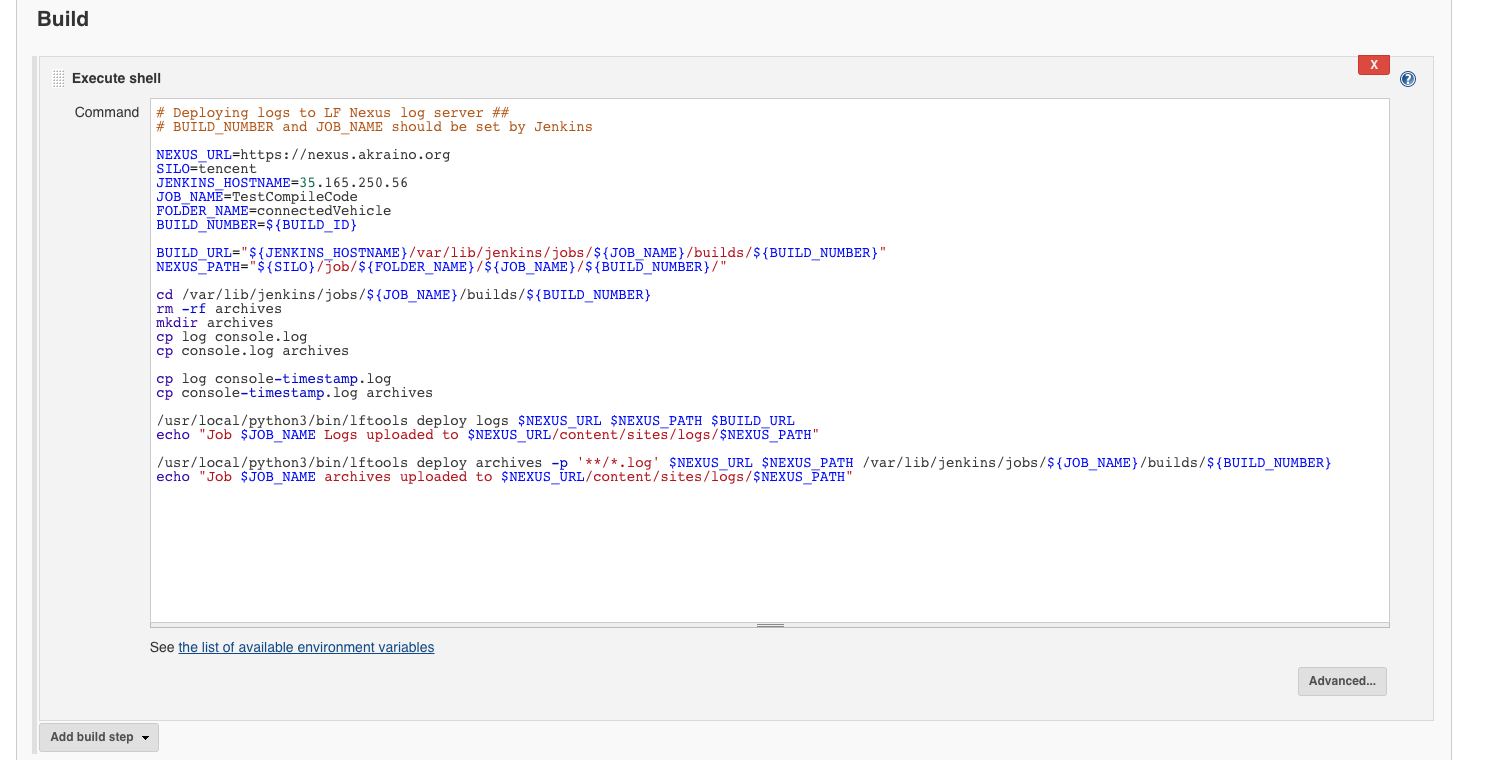 Build
Execute shell
X
?
Command
# Deploying logs to LF Nexus log server ##
# BUILD_NUMBER and JOB_NAME should be set by Jenkins
NEXUS_URL=https://nexus.akraino.org
SILO=tencent
JENKINS_HOSTNAME=35.165.250.56
JOB_NAME=TestCompileCode
FOLDER_NAME=connectedVehicle
BUILD_NUMBER=${BUILD_ID}
BUILD_URL="${JENKINS_HOSTNAME}/var/lib/jenkins/jobs/${JOB_NAME}/builds/${BUILD_NUMBER}"
NEXUS_PATH="${SILO}/job/${FOLDER_NAME}/${JOB_NAME}/${BUILD_NUMBER}/"
cd /var/lib/jenkins/jobs/${JOB_NAME}/builds/${BUILD_NUMBER}
rm -rf archives
mkdir archives
cp log console.log
cp console.log archives
cp log console-timestamp.log
cp console-timestamp.log archives
/usr/local/python3/bin/lftools deploy logs $NEXUS_URL $NEXUS_PATH $BUILD_URL
echo "Job $JOB_NAME Logs uploaded to $NEXUS_URL/content/sites/logs/$NEXUS_PATH"
/usr/local/python3/bin/lftools deploy archives -p '**/*.log' $NEXUS_URL $NEXUS_PATH /var/lib/jenkins/jobs/${JOB_NAME}/builds/${BUILD_NUMBER}
echo "Job $JOB_NAME archives uploaded to $NEXUS_URL/content/sites/logs/$NEXUS_PATH"
See the list of available environment variables
Advanced...
Add build step